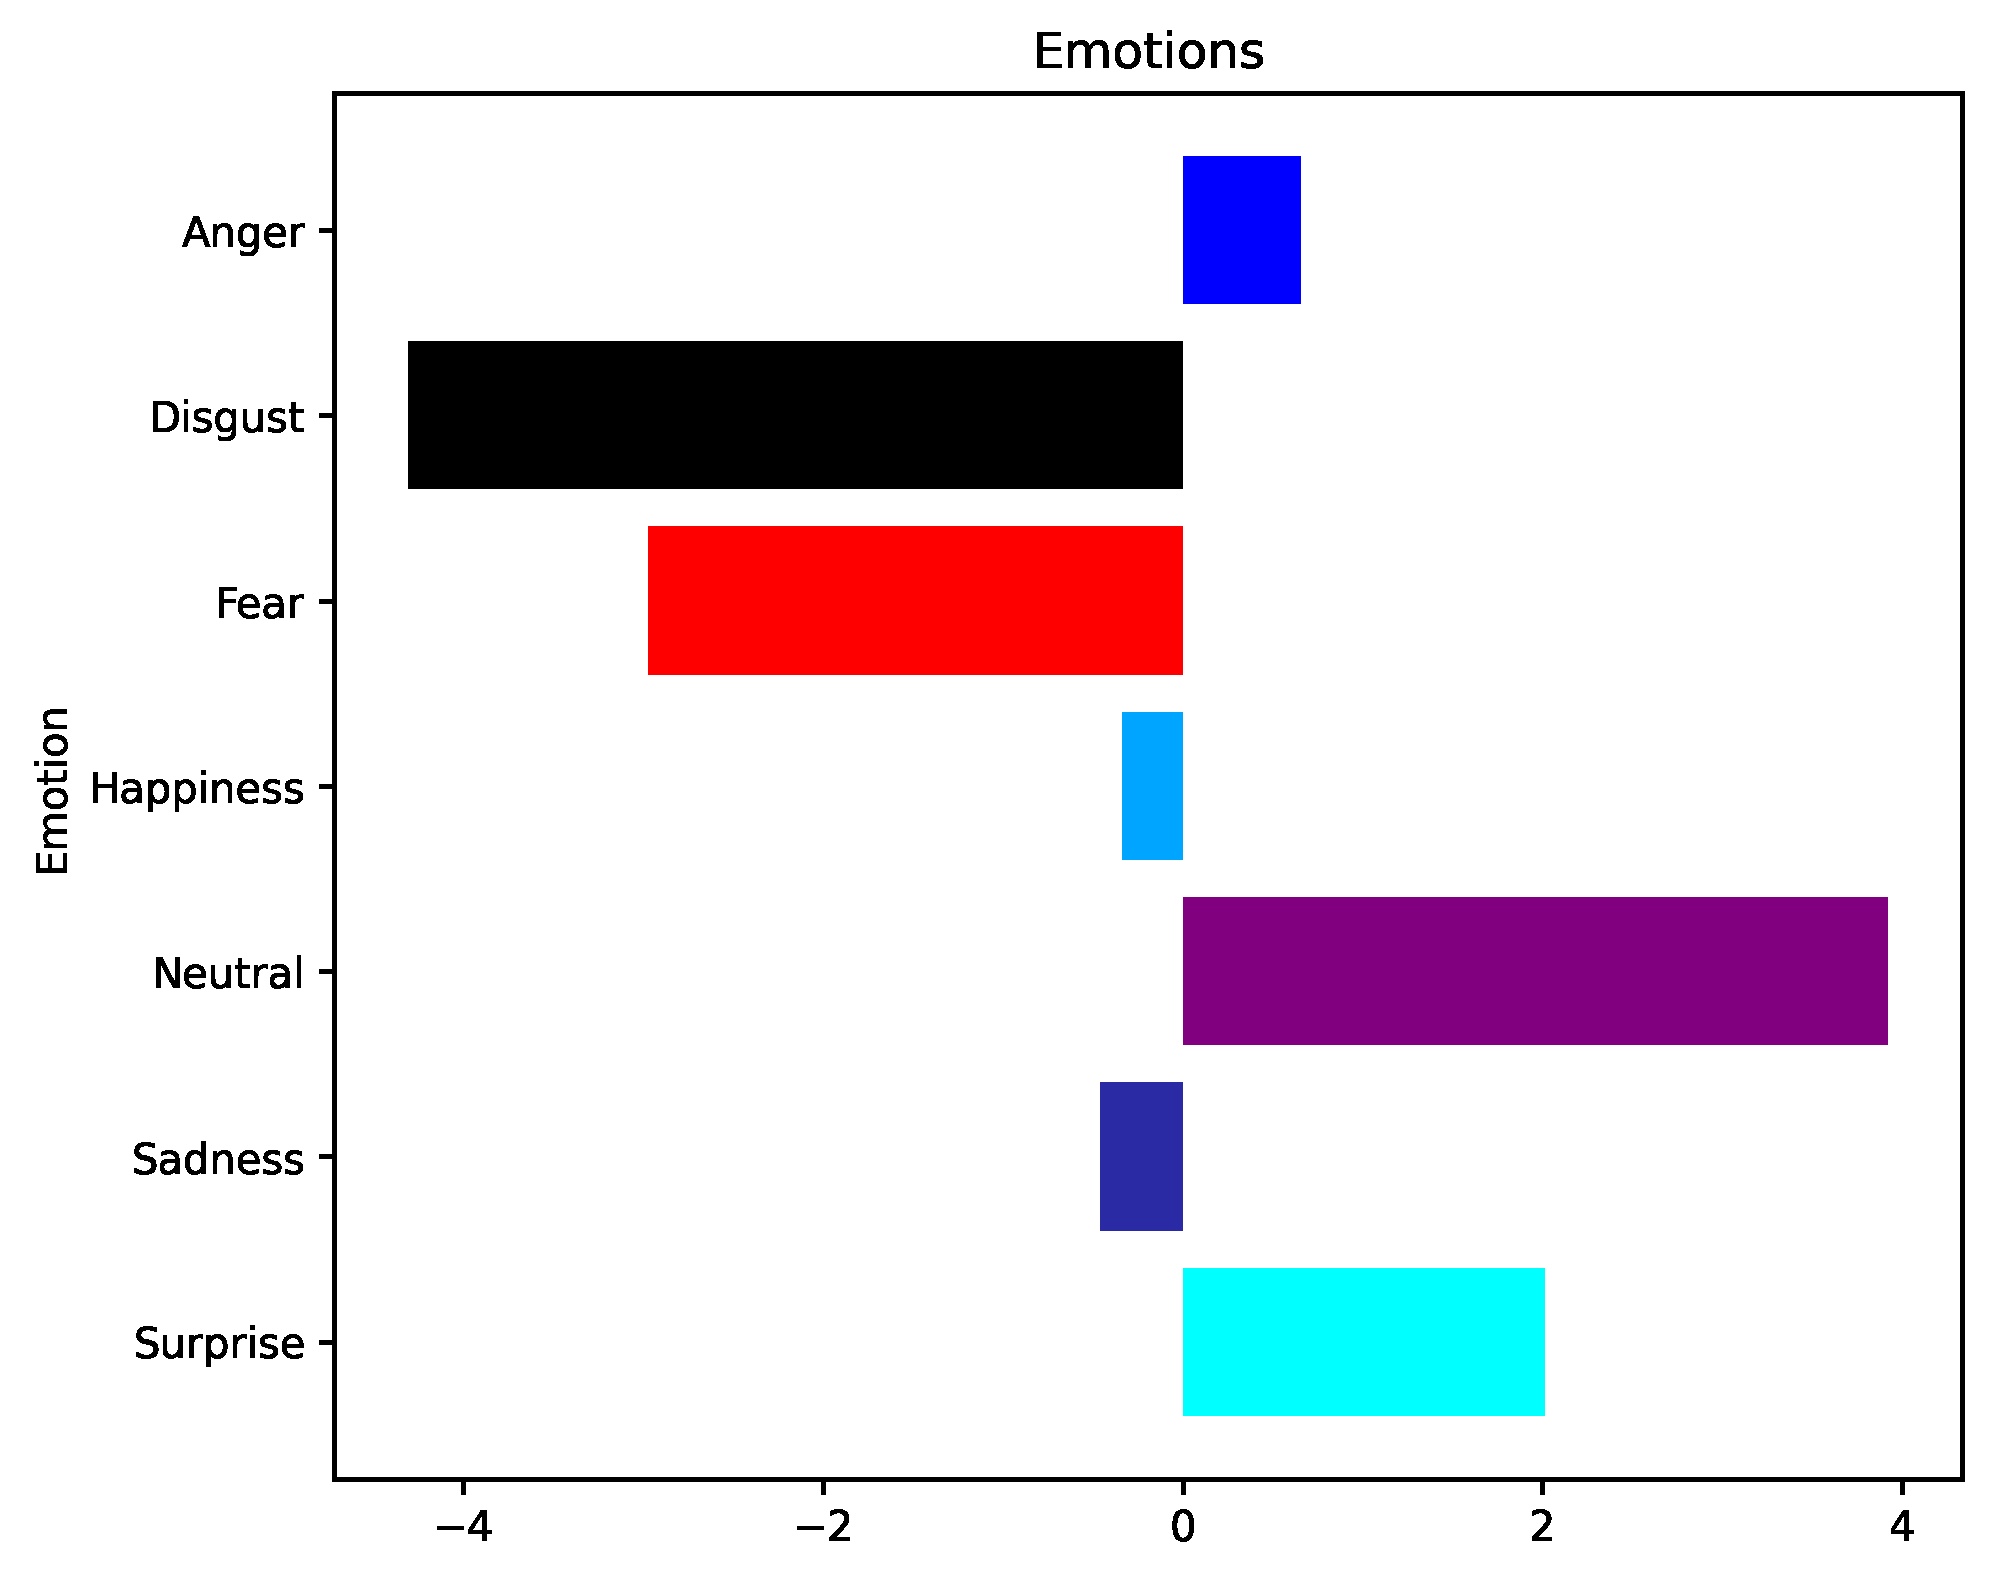 Emotions
Anger
Disgust
Fear
Happiness
Neutral
Sadness
Surprise
Emotion
−4
−2
0
2
4